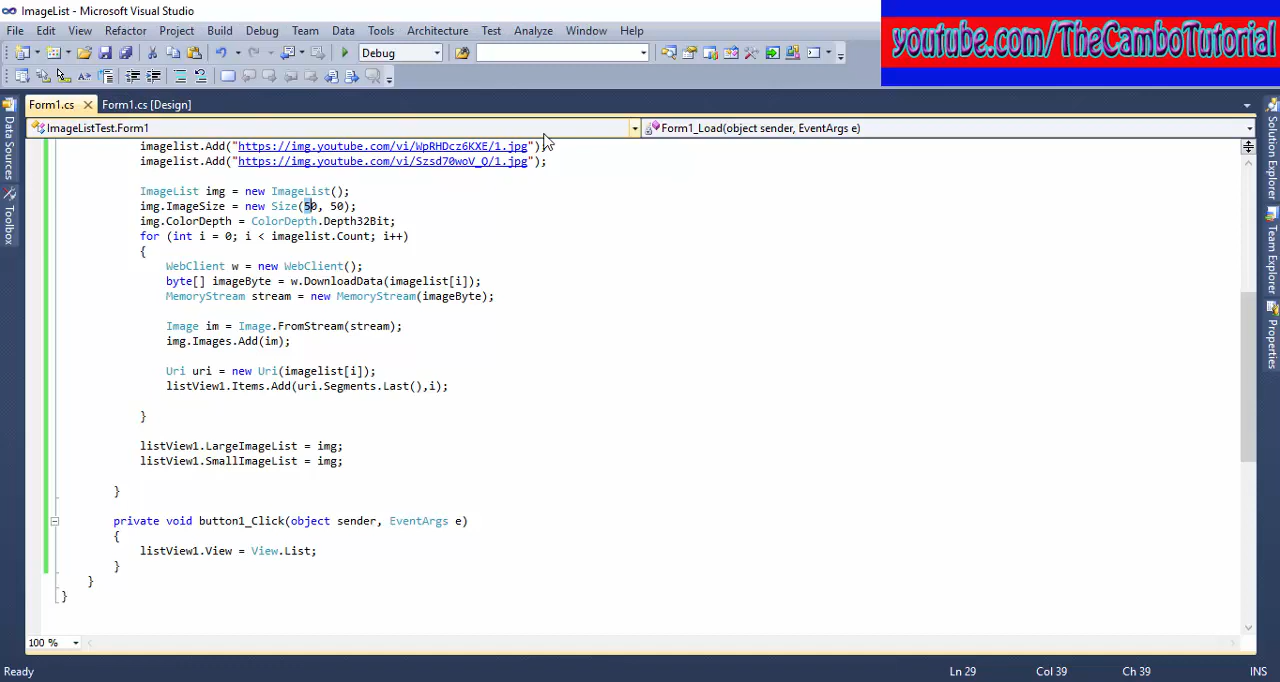 ImageList - Microsoft Visual Studio
File Edit View Refactor Project Build Debug Team Data Tools Architecture Test Analyze Window Help
youtube.com/TheCamboTutorial
Debug
Form1.cs Form1.cs [Design]
ImageListTest.Form1 Form1_Load(object sender, EventArgs e)
imagelist.Add("https://img.youtube.com/vi/WpRHDcz6KXE/1.jpg");
imagelist.Add("https://img.youtube.com/vi/Szsd70woV_Q/1.jpg");
ImageList img = new ImageList();
img.ImageSize = new Size(50, 50);
img.ColorDepth = ColorDepth.Depth32Bit;
for (int i = 0; i < imagelist.Count; i++)
{
WebClient w = new WebClient();
byte[] imageByte = w.DownloadData(imagelist[i]);
MemoryStream stream = new MemoryStream(imageByte);
Image im = Image.FromStream(stream);
img.Images.Add(im);
Uri uri = new Uri(imagelist[i]);
listView1.Items.Add(uri.Segments.Last(),i);
}
listView1.LargeImageList = img;
listView1.SmallImageList = img;
}
private void button1_Click(object sender, EventArgs e)
{
listView1.View = View.List;
}
}
}
Data Sources
Toolbox
Solution Explorer
Team Explorer
Properties
100 %
Ready Ln 29 Col 39 Ch 39 INS